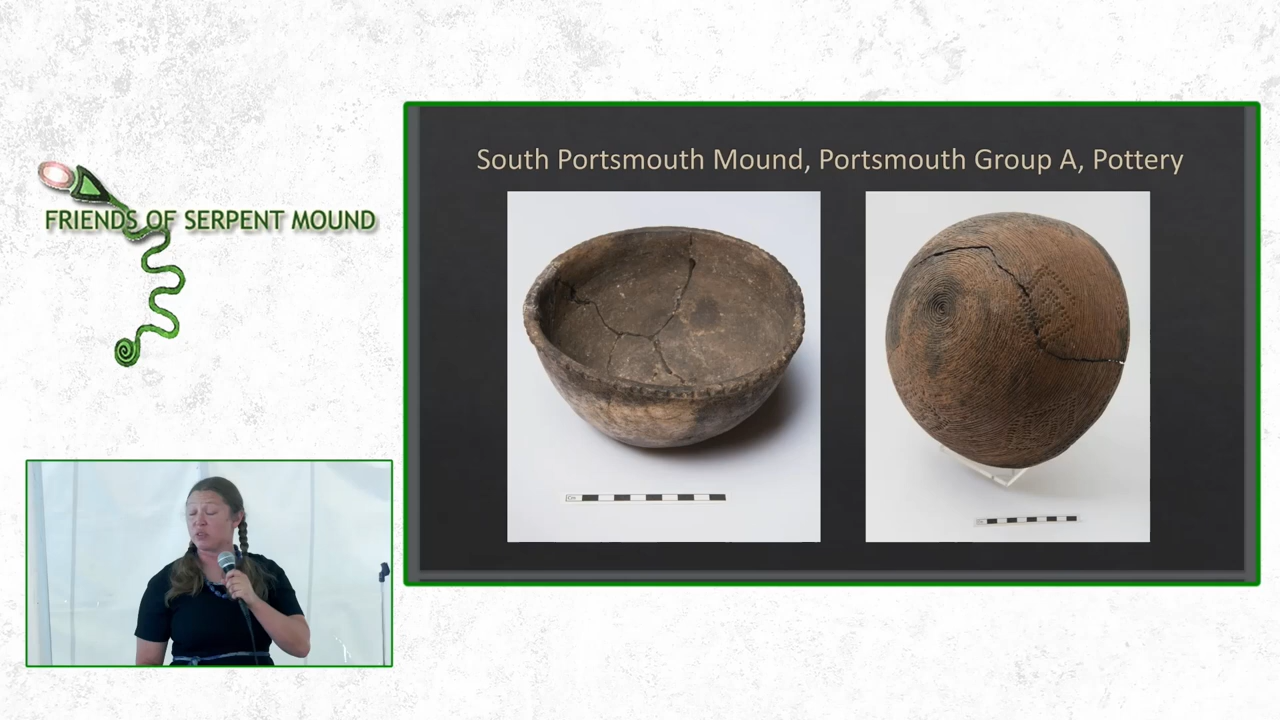 FRIENDS OF SERPENT MOUND
South Portsmouth Mound, Portsmouth Group A, Pottery